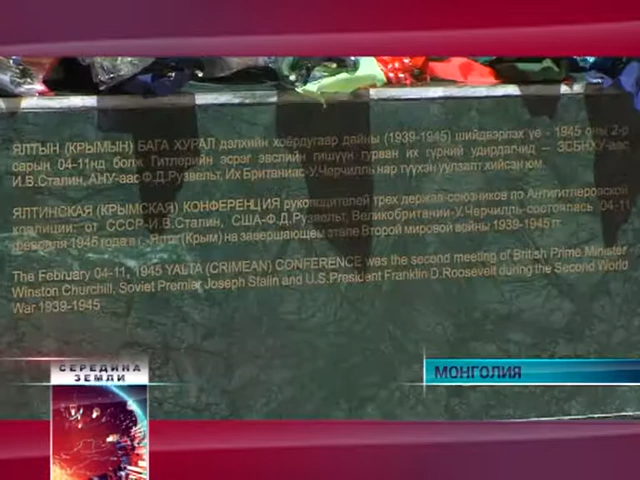 ЯЛТЫН (КРЫМЫН) БАГА ХУРАЛ дэлхийн хоёрдугаар дайны (1939-1945) шийдвэрлэх үе - 1945 оны 2-р
сарын 04-11нд болж Гитлерийн эсрэг эвслийн гишүүн гурван их гүрний удирдагчид – ЗСБНХУ-аас
И.В.Сталин, АНУ-аас Ф.Д.Рузвельт, Их Британиас-У.Черчилль нар түүхэн уулзалт хийсэн юм.
ЯЛТИНСКАЯ (КРЫМСКАЯ) КОНФЕРЕНЦИЯ руководителей трех держав-союзников по Антигитлеровской
коалиции: от СССР-И.В.Сталин, США-Ф.Д.Рузвельт, Великобритании-У.Черчилль состоялась 04-11
февраля 1945 года в г. Ялта (Крым) на завершающем этапе Второй мировой войны 1939-1945 гг.
The February 04-11, 1945 YALTA (CRIMEAN) CONFERENCE was the second meeting of British Prime Minister
Winston Churchill, Soviet Premier Joseph Stalin and U.S.President Franklin D.Roosevelt during the Second World
War 1939-1945
СЕРЕДИНА
ЗЕМЛИ
МОНГОЛИЯ